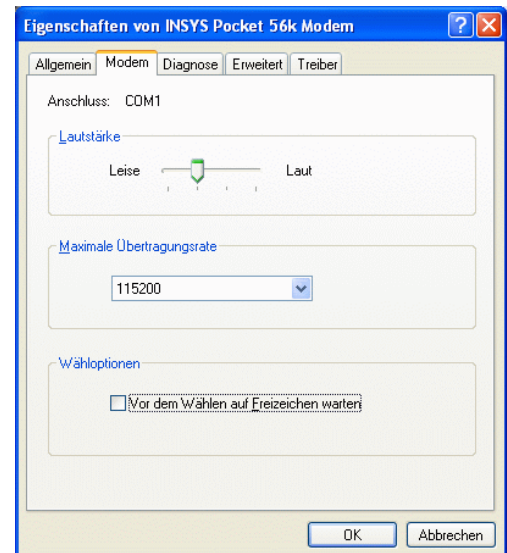 Eigenschaften von INSYS Pocket 56k Modem
Allgemein Modem Diagnose Erweitert Treiber
Anschluss: COM1
Lautstärke
Leise Laut
Maximale Übertragungsrate
115200
Wähloptionen
Vor dem Wählen auf Freizeichen warten
OK Abbrechen